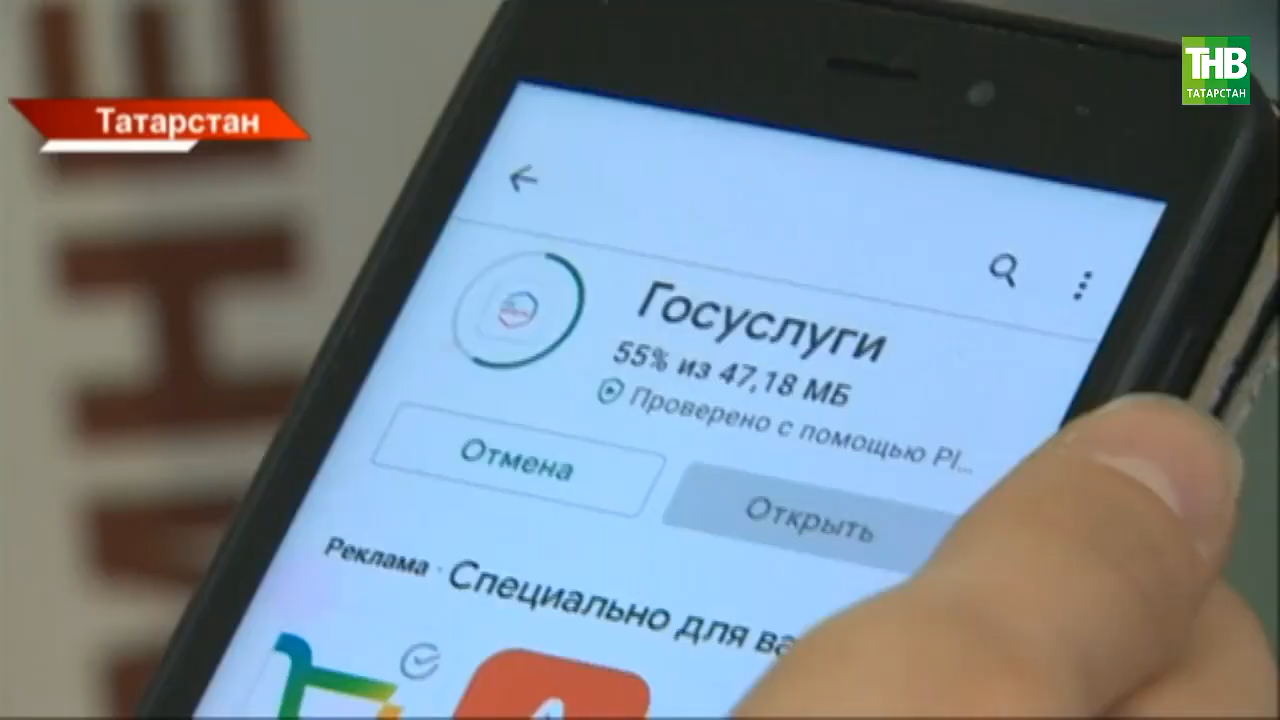 Татарстан
ТНВ
ТАТАРСТАН
Госуслуги
55% из 47,18 МБ
Проверено с помощью Pl...
Отмена
Открыть
Реклама · Специально для ва